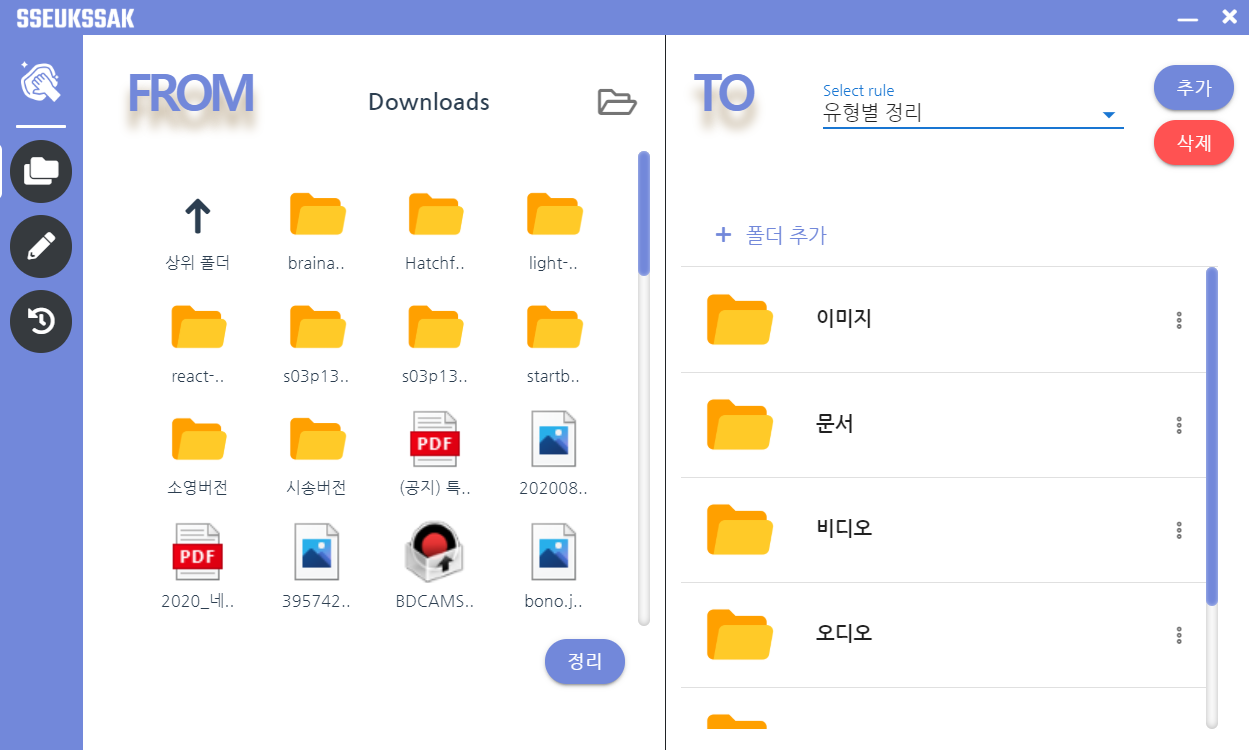 SSEUKSSAK
FROM
Downloads
상위 폴더
braina..
Hatchf..
light-..
react-..
s03p13..
s03p13..
startb..
소영버전
시송버전
PDF
(공지) 특..
202008..
PDF
2020_네..
395742..
BDCAMS..
bono.j..
정리
TO
Select rule
유형별 정리
추가
삭제
+ 폴더 추가
이미지
문서
비디오
오디오